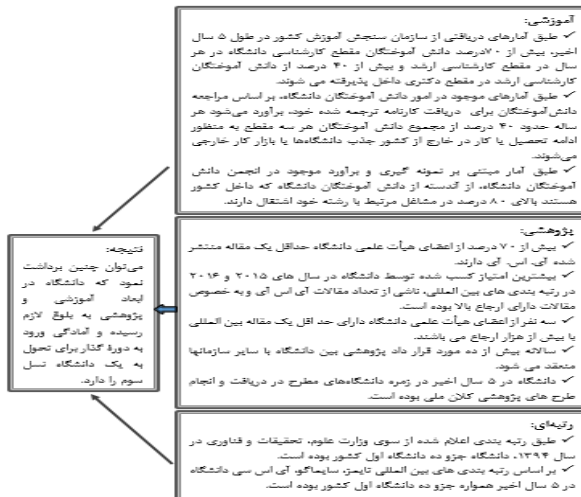 آموزشی:
✓ طبق آمارهای دریافتی از سازمان سنجش آموزش کشور در طول ۵ سال
اخیر، بیش از ۷۰درصد دانش آموختگان مقطع کارشناسی دانشگاه در هر
سال در مقطع کارشناسی ارشد و بیش از ۴۰ درصد از دانش آموختگان
کارشناسی ارشد در مقطع دکتری داخل پذیرفته می شوند.
✓ طبق آمارهای موجود در امور دانش آموختگان دانشگاه، بر اساس مراجعه
دانش‌آموختگان برای دریافت کارنامه ترجمه شده خود، برآورد می‌شود هر
ساله حدود ۴۰ درصد از مجموع دانش آموختگان هر سه مقطع به منظور
ادامه تحصیل یا کار در خارج از کشور جذب دانشگاه‌ها یا بازار کار خارجی
می‌شوند.
✓ طبق آمار مبتنی بر نمونه گیری و برآورد موجود در انجمن دانش
آموختگان دانشگاه، از آندسته از دانش آموختگان دانشگاه که داخل کشور
هستند بالای ۸۰ درصد در مشاغل مرتبط با رشته خود اشتغال دارند.
پژوهشی:
✓ بیش از ۷۰ درصد از اعضای هیأت علمی دانشگاه حداقل یک مقاله منتشر
شده آی. اس. آی دارند.
✓ بیشترین امتیاز کسب شده توسط دانشگاه در سال های ۲۰۱۵ و ۲۰۱۶
در رتبه بندی های بین المللی، ناشی از تعداد مقالات آی اس آی و به خصوص
مقالات دارای ارجاع بالا بوده است.
✓ سه نفر از اعضای هیأت علمی دانشگاه دارای حد اقل یک مقاله بین المللی
با بیش از هزار ارجاع می باشند.
✓ سالانه بیش از ده مورد قرار داد پژوهشی بین دانشگاه با سایر سازمانها
منعقد می شود.
✓ دانشگاه در ۵ سال اخیر در زمره دانشگاه‌های مطرح در دریافت و انجام
طرح های پژوهشی کلان ملی بوده است.
رتبه‌ای:
✓ طبق رتبه بندی اعلام شده از سوی وزارت علوم، تحقیقات و فناوری در
سال ۱۳۹۴، دانشگاه جزو ده دانشگاه اول کشور بوده است.
✓ بر اساس رتبه بندی های بین المللی تایمز، سایماگو، آی اس سی دانشگاه
در ۵ سال اخیر همواره جزو ده دانشگاه اول کشور بوده است.
نتیجه:
می‌توان چنین برداشت
نمود که دانشگاه در
ابعاد آموزشی و
پژوهشی به بلوغ لازم
رسیده و آمادگی ورود
به دورۀ گذار برای تحول
به یک دانشگاه نسل
سوم را دارد.